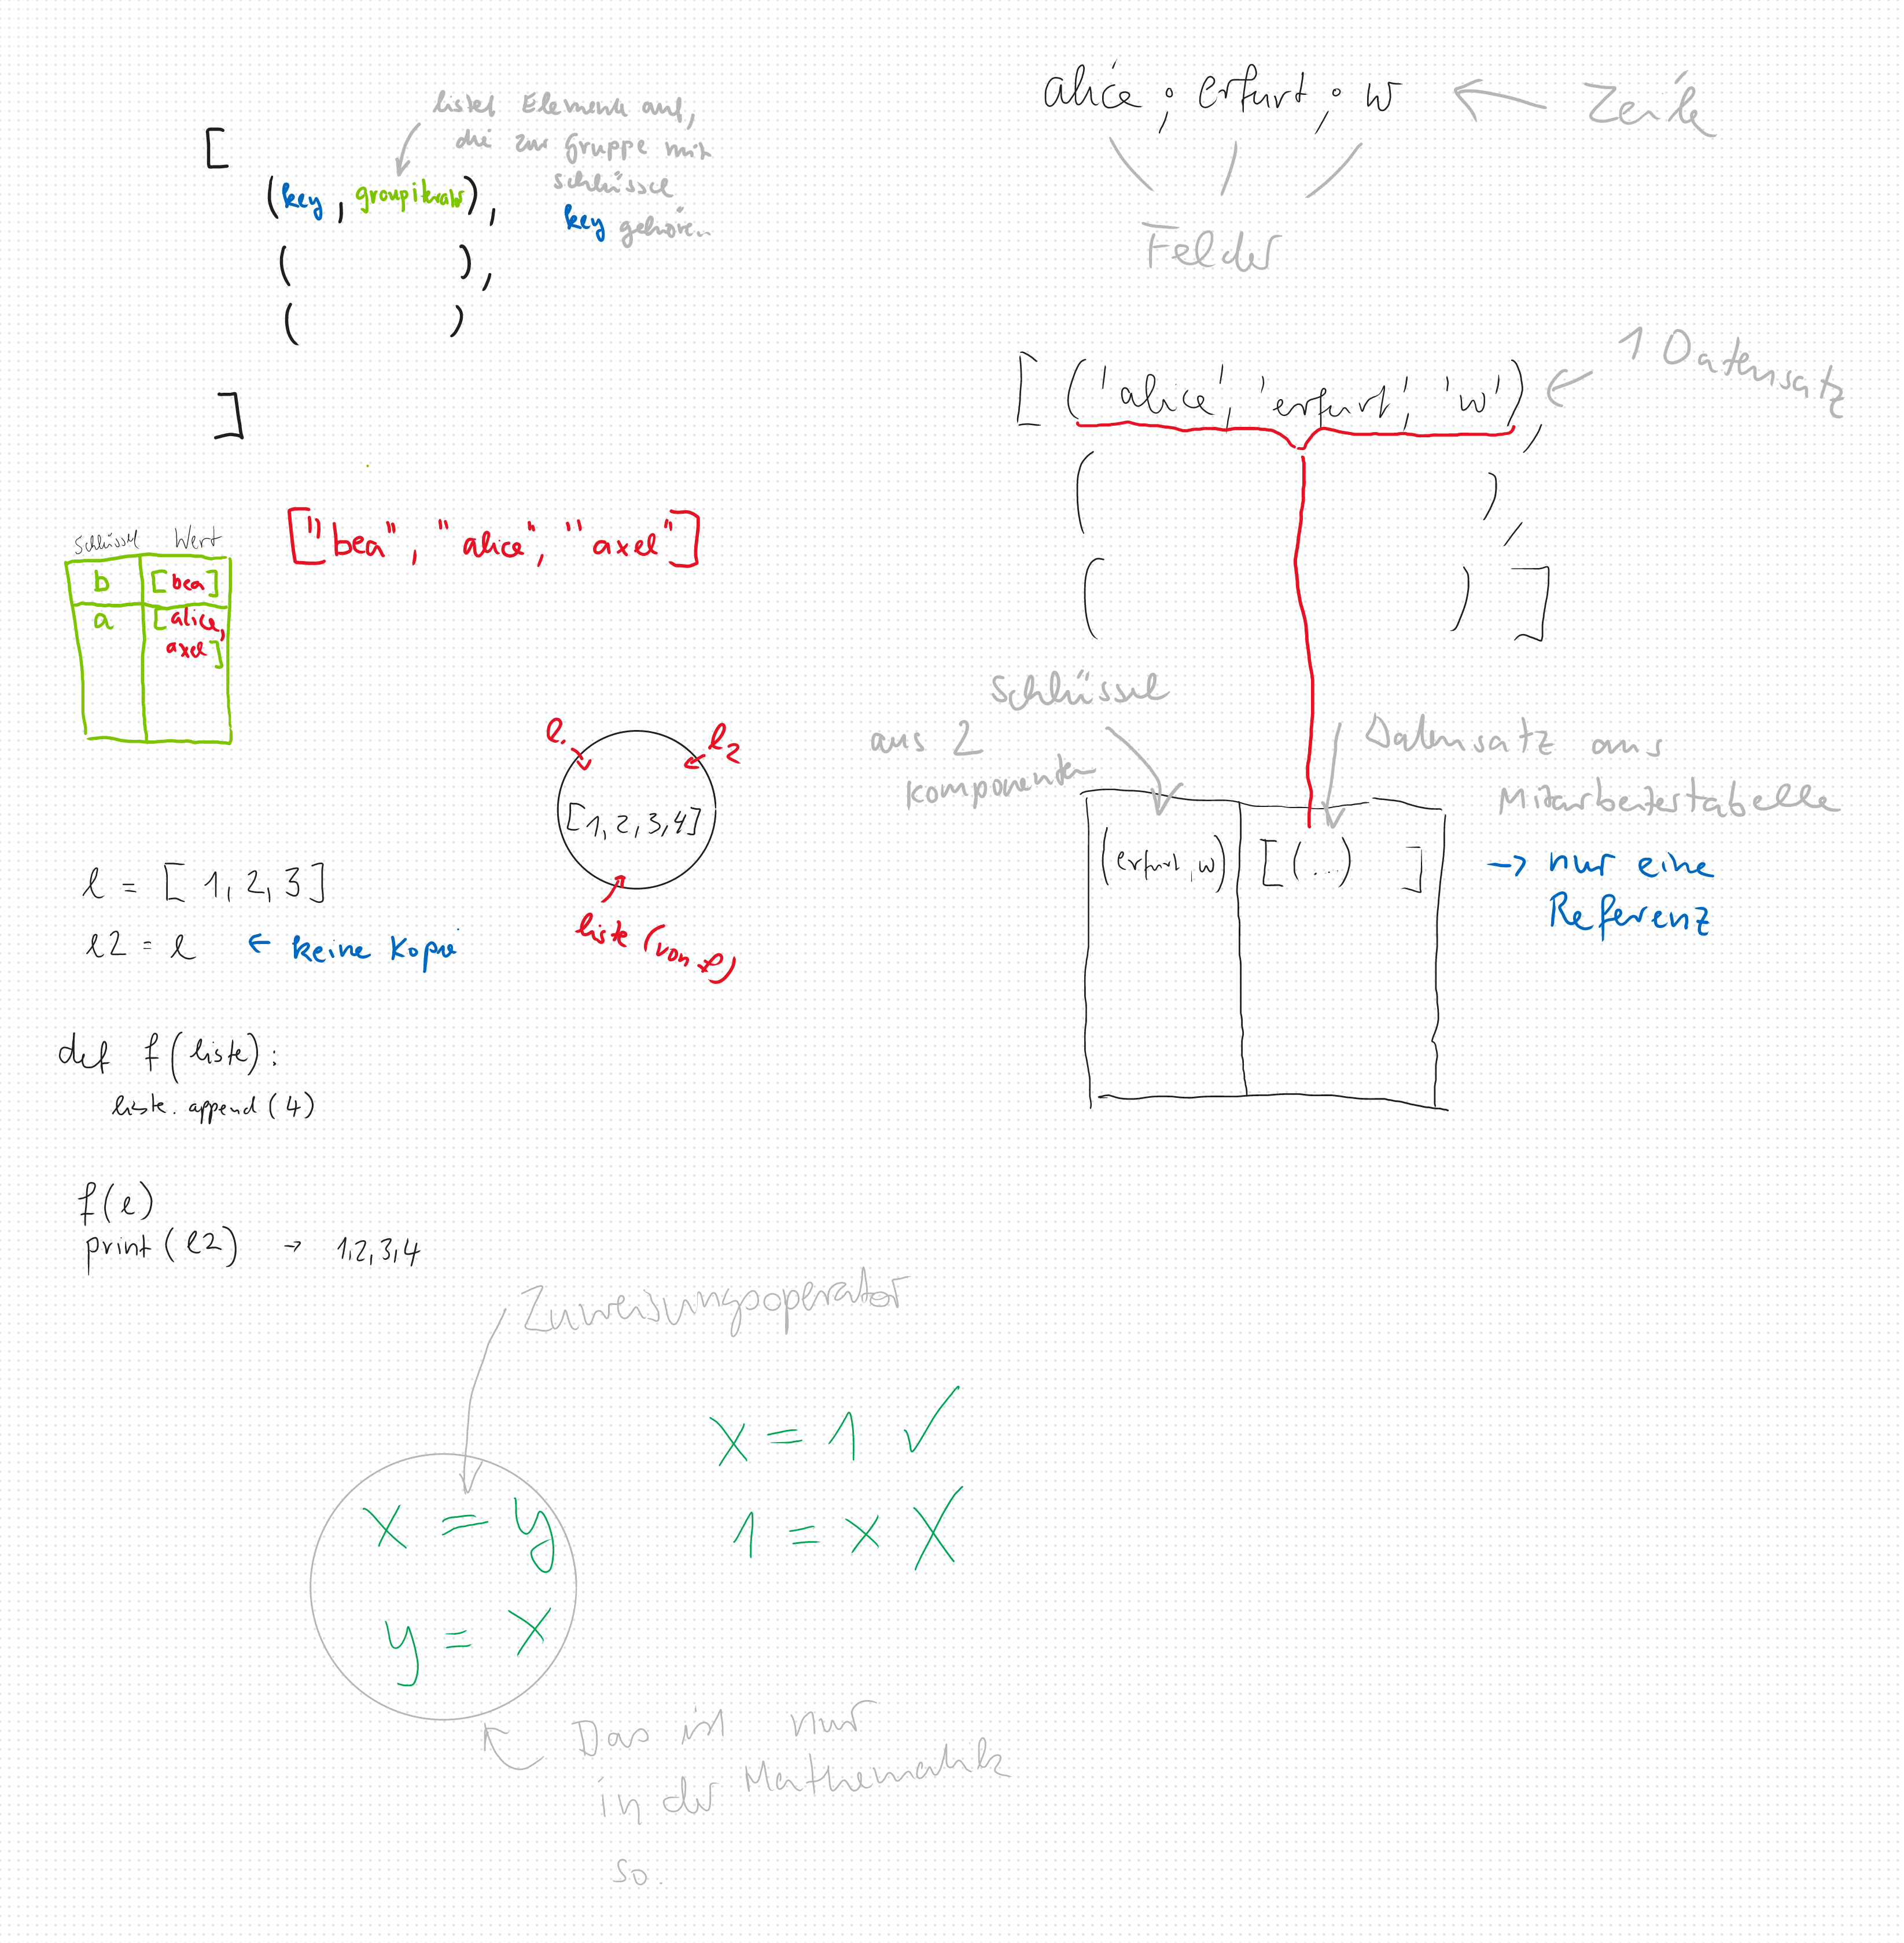 [
listet Elemente auf,
die zur Gruppe mit
Schlüssel
key gehören.
(key, groupiterator),
( ),
( )
]
["bea", "alice", "axel"]
Schlüssel Wert
b [bea]
a [alice,
axel]
l = [1, 2, 3]
l2 = l ← keine Kopie
l l2
[1, 2, 3, 4]
liste (von f)
def f(liste):
liste.append(4)
f(l)
print(l2) → 1,2,3,4
Zuweisungsoperator
x = y
y = x
x = 1 ✓
1 = x X
Das ist nur
in der Mathematik
so.
alice; erfurt; w ← Zeile
Felder
[('alice', 'erfurt', 'w'), ← 1 Datensatz
( ),
( )]
Schlüssel
aus 2
Komponenten
Datensatz aus
Mitarbeitertabelle
(erfurt, w) [(...) ]
→ nur eine
Referenz